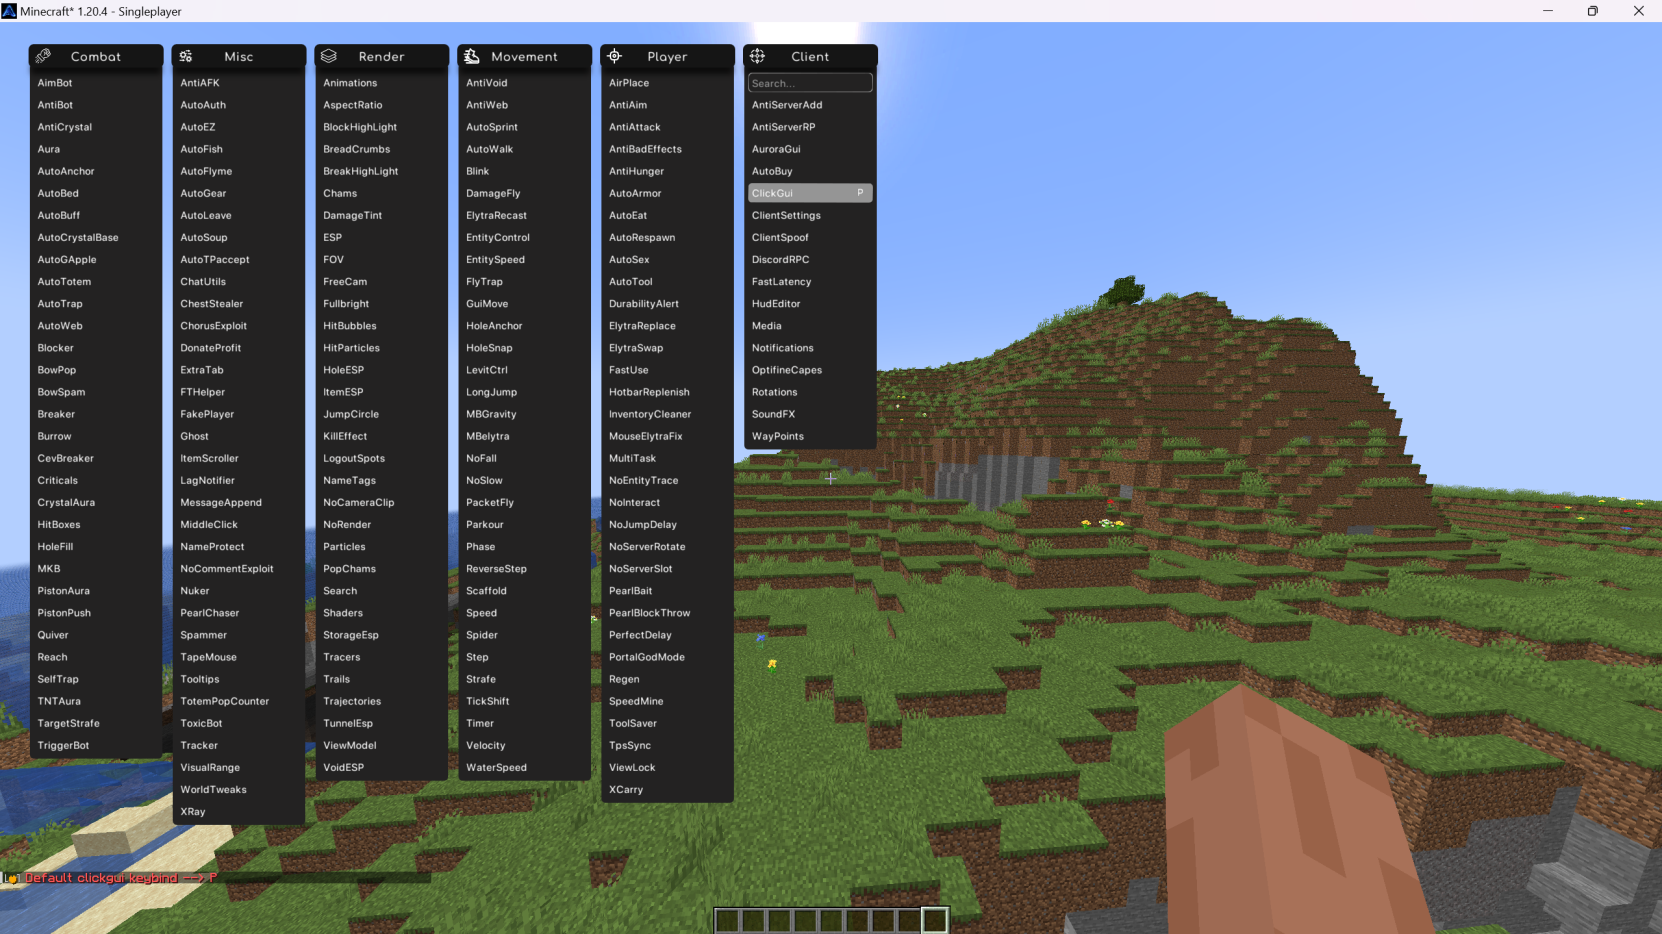 Minecraft* 1.20.4 - Singleplayer
Combat
AimBot
AntiBot
AntiCrystal
Aura
AutoAnchor
AutoBed
AutoBuff
AutoCrystalBase
AutoGApple
AutoTotem
AutoTrap
AutoWeb
Blocker
BowPop
BowSpam
Breaker
Burrow
CevBreaker
Criticals
CrystalAura
HitBoxes
HoleFill
MKB
PistonAura
PistonPush
Quiver
Reach
SelfTrap
TNTAura
TargetStrafe
TriggerBot
Misc
AntiAFK
AutoAuth
AutoEZ
AutoFish
AutoFlyme
AutoGear
AutoLeave
AutoSoup
AutoTPaccept
ChatUtils
ChestStealer
ChorusExploit
DonateProfit
ExtraTab
FTHelper
FakePlayer
Ghost
ItemScroller
LagNotifier
MessageAppend
MiddleClick
NameProtect
NoCommentExploit
Nuker
PearlChaser
Spammer
TapeMouse
Tooltips
TotemPopCounter
ToxicBot
Tracker
VisualRange
WorldTweaks
XRay
Render
Animations
AspectRatio
BlockHighLight
BreadCrumbs
BreakHighLight
Chams
DamageTint
ESP
FOV
FreeCam
Fullbright
HitBubbles
HitParticles
HoleESP
ItemESP
JumpCircle
KillEffect
LogoutSpots
NameTags
NoCameraClip
NoRender
Particles
PopChams
Search
Shaders
StorageEsp
Tracers
Trails
Trajectories
TunnelEsp
ViewModel
VoidESP
Movement
AntiVoid
AntiWeb
AutoSprint
AutoWalk
Blink
DamageFly
ElytraRecast
EntityControl
EntitySpeed
FlyTrap
GuiMove
HoleAnchor
HoleSnap
LevitCtrl
LongJump
MBGravity
MBelytra
NoFall
NoSlow
PacketFly
Parkour
Phase
ReverseStep
Scaffold
Speed
Spider
Step
Strafe
TickShift
Timer
Velocity
WaterSpeed
Player
AirPlace
AntiAim
AntiAttack
AntiBadEffects
AntiHunger
AutoArmor
AutoEat
AutoRespawn
AutoSex
AutoTool
DurabilityAlert
ElytraReplace
ElytraSwap
FastUse
HotbarReplenish
InventoryCleaner
MouseElytraFix
MultiTask
NoEntityTrace
NoInteract
NoJumpDelay
NoServerRotate
NoServerSlot
PearlBait
PearlBlockThrow
PerfectDelay
PortalGodMode
Regen
SpeedMine
ToolSaver
TpsSync
ViewLock
XCarry
Client
Search...
AntiServerAdd
AntiServerRP
AuroraGui
AutoBuy
ClickGui P
ClientSettings
ClientSpoof
DiscordRPC
FastLatency
HudEditor
Media
Notifications
OptifineCapes
Rotations
SoundFX
WayPoints
Default clickgui keybind --> P